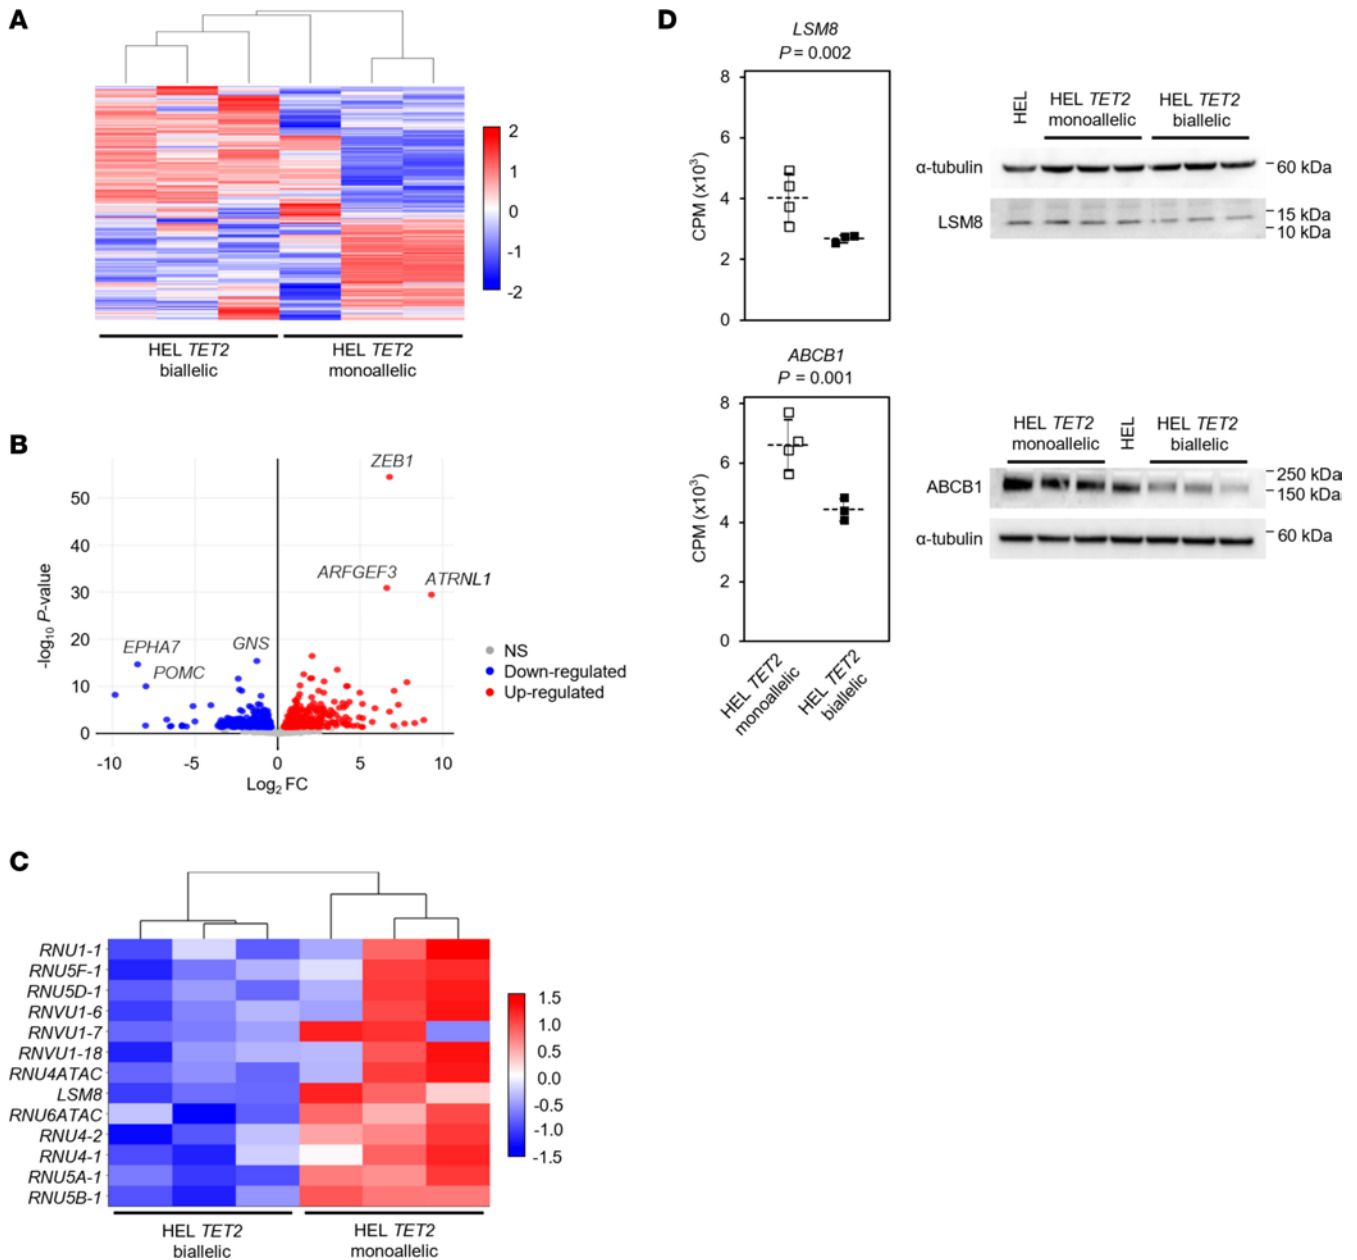 A
2
1
0
-1
-2
HEL TET2
biallelic
HEL TET2
monoallelic
B
ZEB1
ARFGEF3
ATRNL1
EPHA7
GNS
POMC
-log10 P-value
50
40
30
20
10
0
-10
-5
0
5
10
Log2 FC
NS
Down-regulated
Up-regulated
C
RNU1-1
RNU5F-1
RNU5D-1
RNVU1-6
RNVU1-7
RNVU1-18
RNU4ATAC
LSM8
RNU6ATAC
RNU4-2
RNU4-1
RNU5A-1
RNU5B-1
1.5
1.0
0.5
0.0
-0.5
-1.0
-1.5
HEL TET2
biallelic
HEL TET2
monoallelic
D
LSM8
P = 0.002
CPM (x10³)
8
6
4
2
0
HEL
HEL TET2
monoallelic
HEL TET2
biallelic
α-tubulin
60 kDa
LSM8
15 kDa
10 kDa
ABCB1
P = 0.001
CPM (x10³)
8
6
4
2
0
HEL TET2
monoallelic
HEL TET2
biallelic
HEL TET2
monoallelic
HEL
HEL TET2
biallelic
ABCB1
250 kDa
150 kDa
α-tubulin
60 kDa